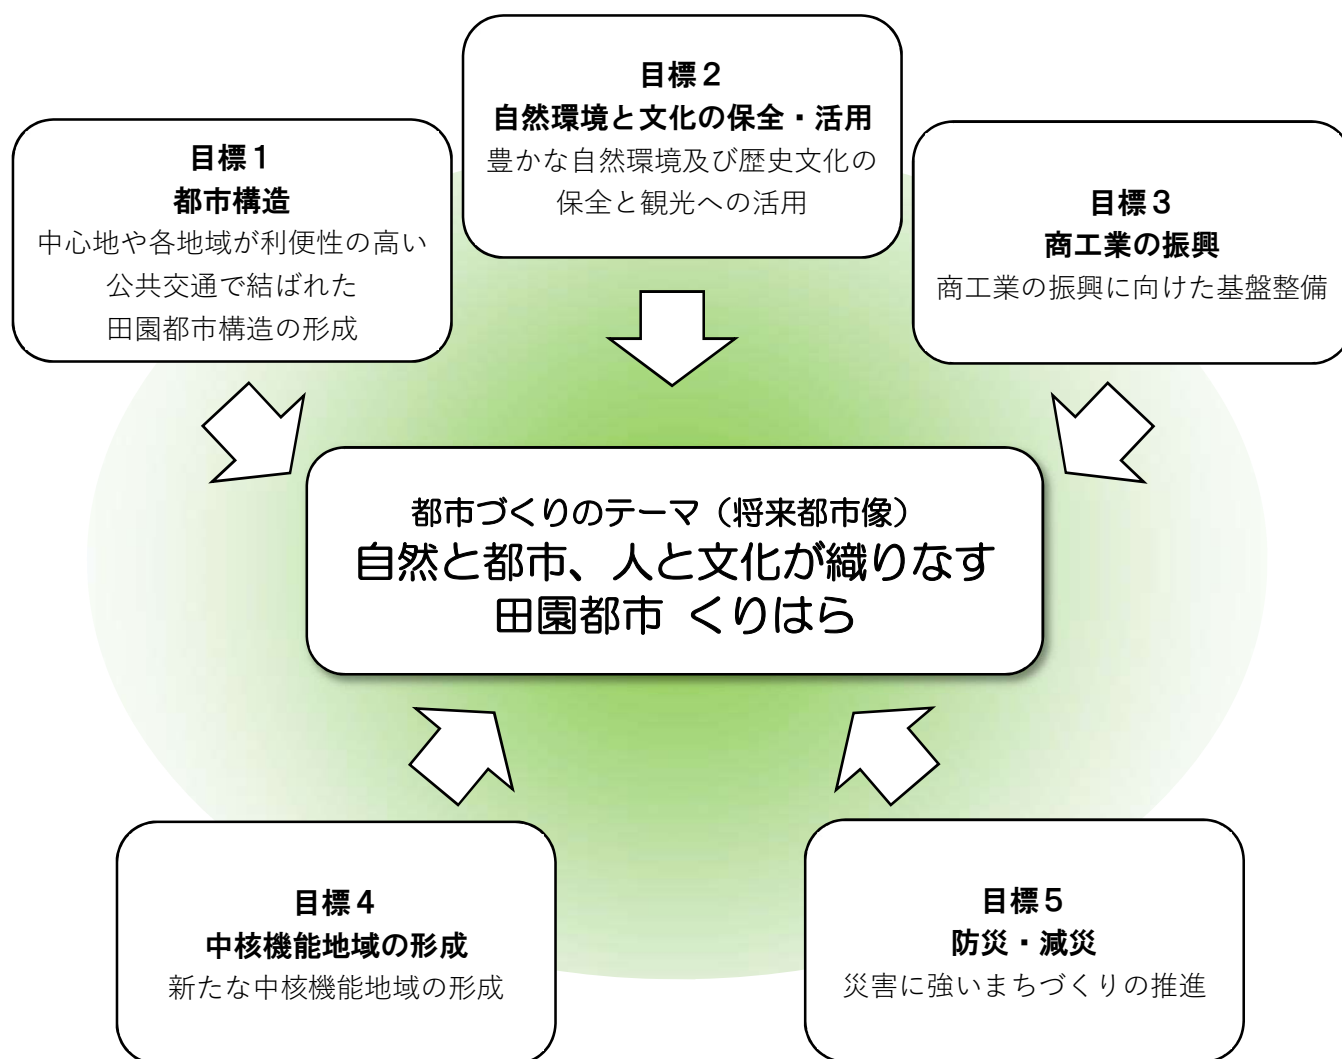 目標１
都市構造
中心地や各地域が利便性の高い
公共交通で結ばれた
田園都市構造の形成
目標２
自然環境と文化の保全・活用
豊かな自然環境及び歴史文化の
保全と観光への活用
目標３
商工業の振興
商工業の振興に向けた基盤整備
都市づくりのテーマ（将来都市像）
自然と都市、人と文化が織りなす
田園都市 くりはら
目標４
中核機能地域の形成
新たな中核機能地域の形成
目標５
防災・減災
災害に強いまちづくりの推進